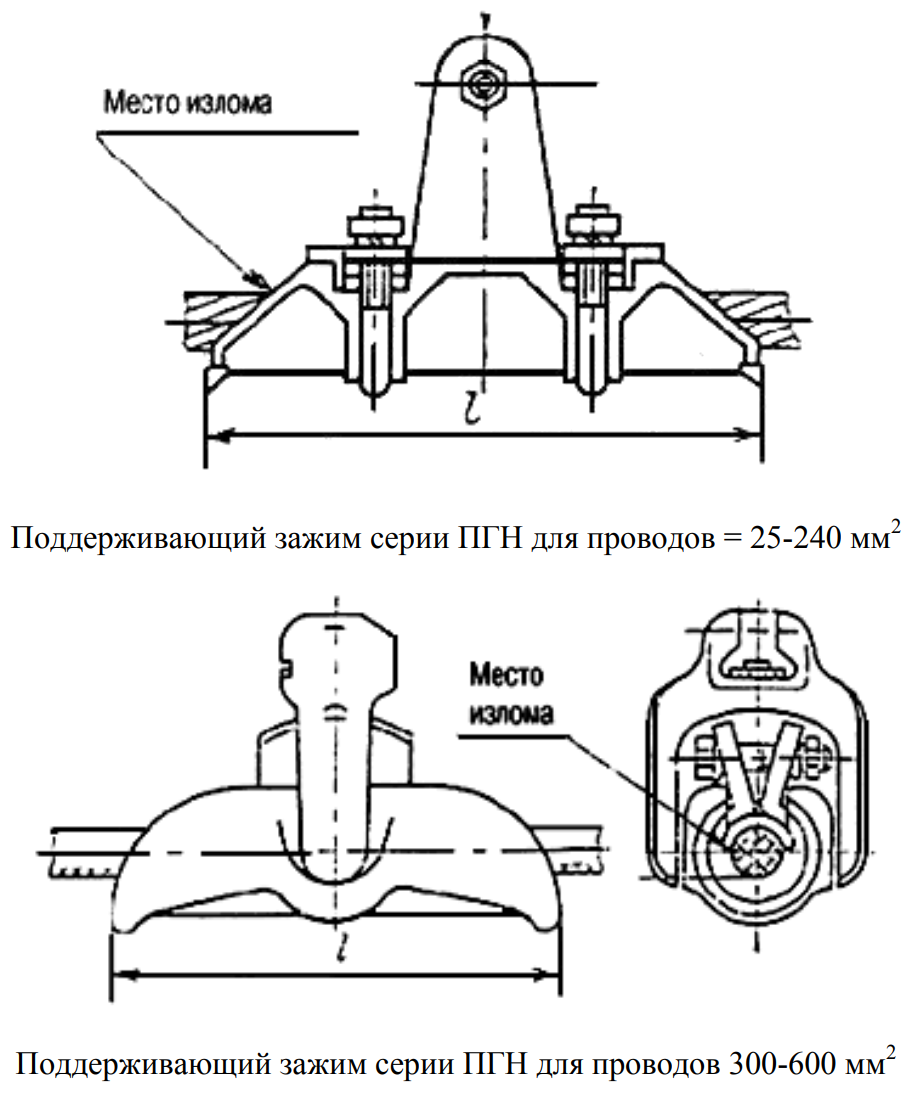 Место излома
l
Поддерживающий зажим серии ПГН для проводов = 25-240 мм²
Место
излома
l
Поддерживающий зажим серии ПГН для проводов 300-600 мм²